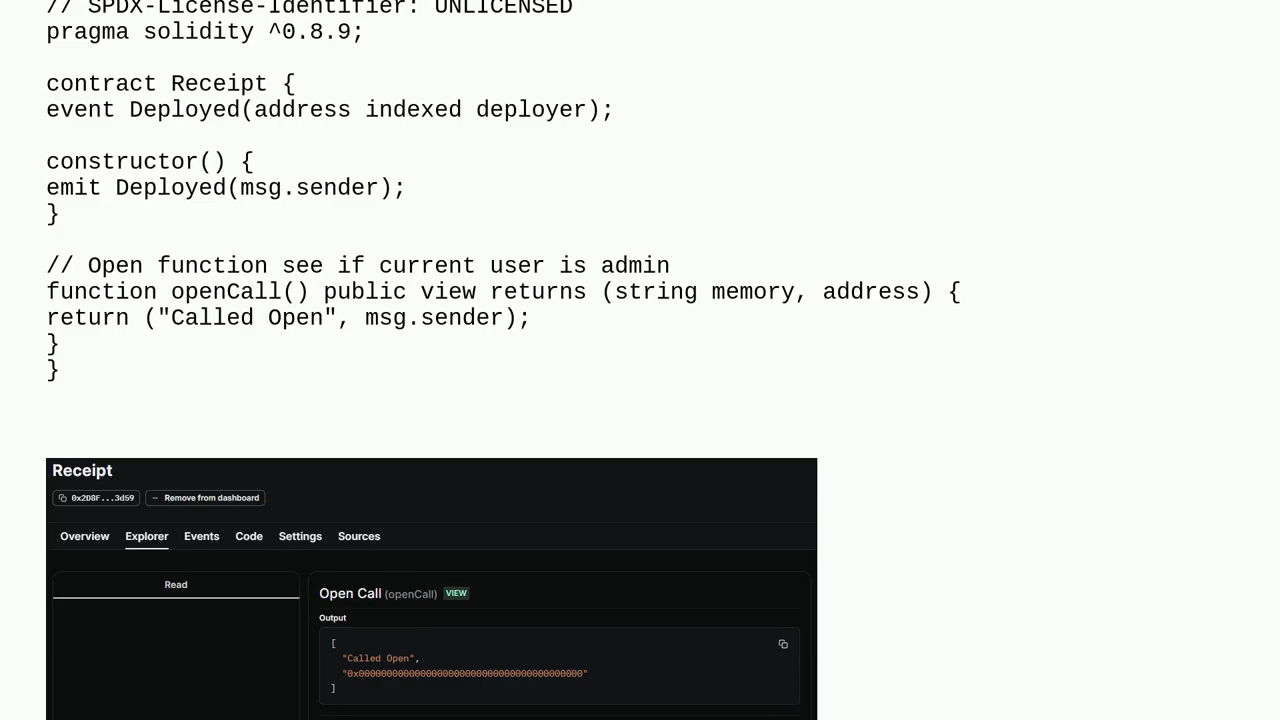 // SPDX-License-Identifier: UNLICENSED
pragma solidity ^0.8.9;
contract Receipt {
event Deployed(address indexed deployer);
constructor() {
emit Deployed(msg.sender);
}
// Open function see if current user is admin
function openCall() public view returns (string memory, address) {
return ("Called Open", msg.sender);
}
}
Receipt
0x2D8F...3d59 Remove from dashboard
Overview Explorer Events Code Settings Sources
Read
Open Call (openCall) VIEW
Output
[
"Called Open",
"0x0000000000000000000000000000000000000000"
]